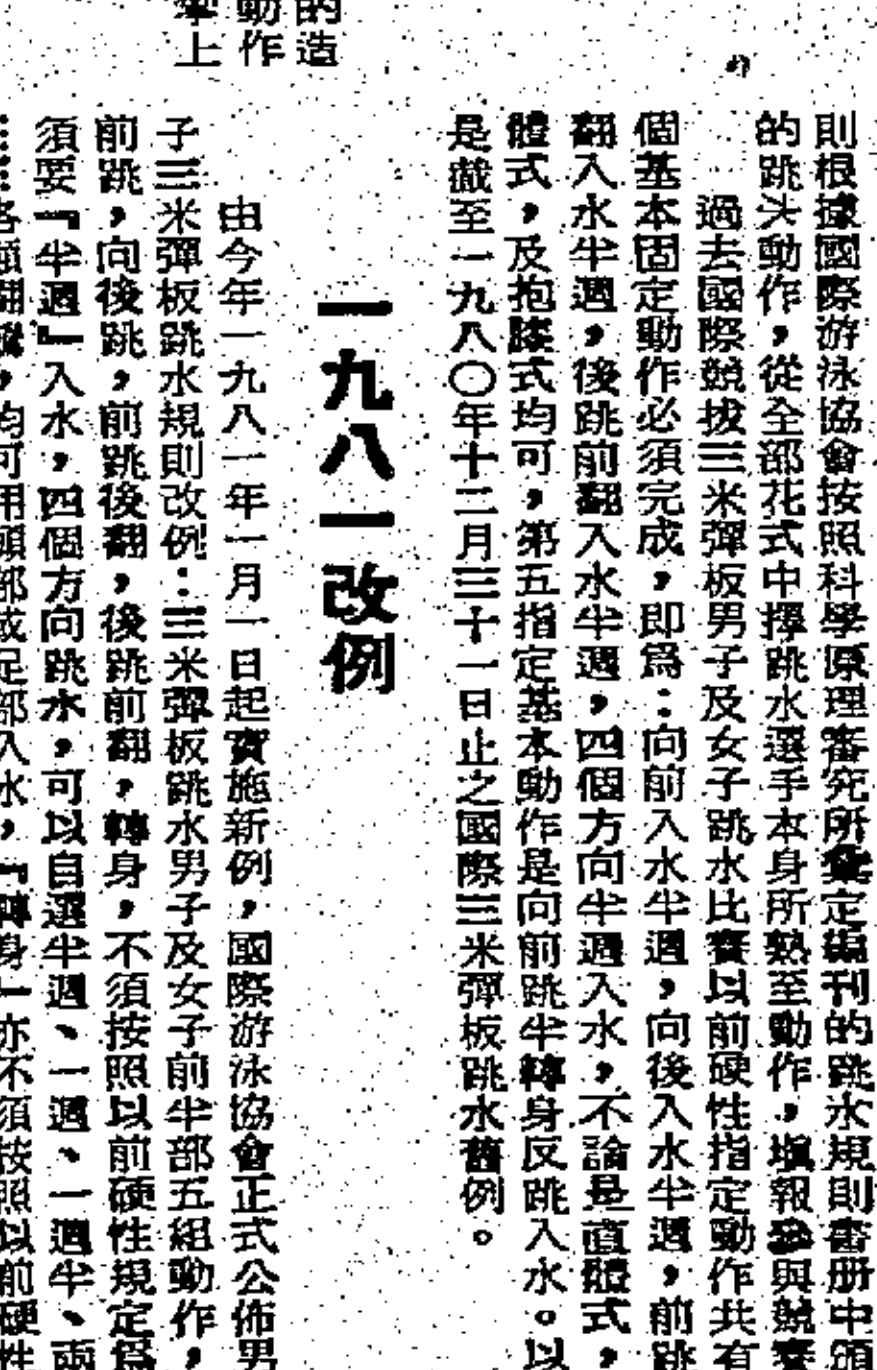 的造
動作
掌上
則根據國際游泳協會按照科學原理審究所彙定編刊的跳水規則書册中頒
的跳水動作，從全部花式中擇跳水選手本身所熟至動作，塡報參與競賽
過去國際競拔三米彈板男子及女子跳水比賽以前硬性指定動作共有
個基本固定動作必須完成，即爲：向前入水半週，向後入水半週，前跳
翻入水半週，後跳前翻入水半週，四個方向半週入水，不論是直體式，
體式，及抱膝式均可，第五指定基本動作是向前跳半轉身反跳入水。以
是截至一九八〇年十二月三十一日止之國際三米彈板跳水舊例。
一九八一改例
由今年一九八一年一月一日起實施新例，國際游泳協會正式公佈男
子三米彈板跳水規則改例：三米彈板跳水男子及女子前半部五組動作，
前跳，向後跳，前跳後翻，後跳前翻，轉身，不須按照以前硬性規定爲
須要『半週』入水，四個方向跳水，可以自選半週、一週、一週半、兩
各類翻騰，均可用頭部或足部入水，『轉身』亦不須按照以前硬性